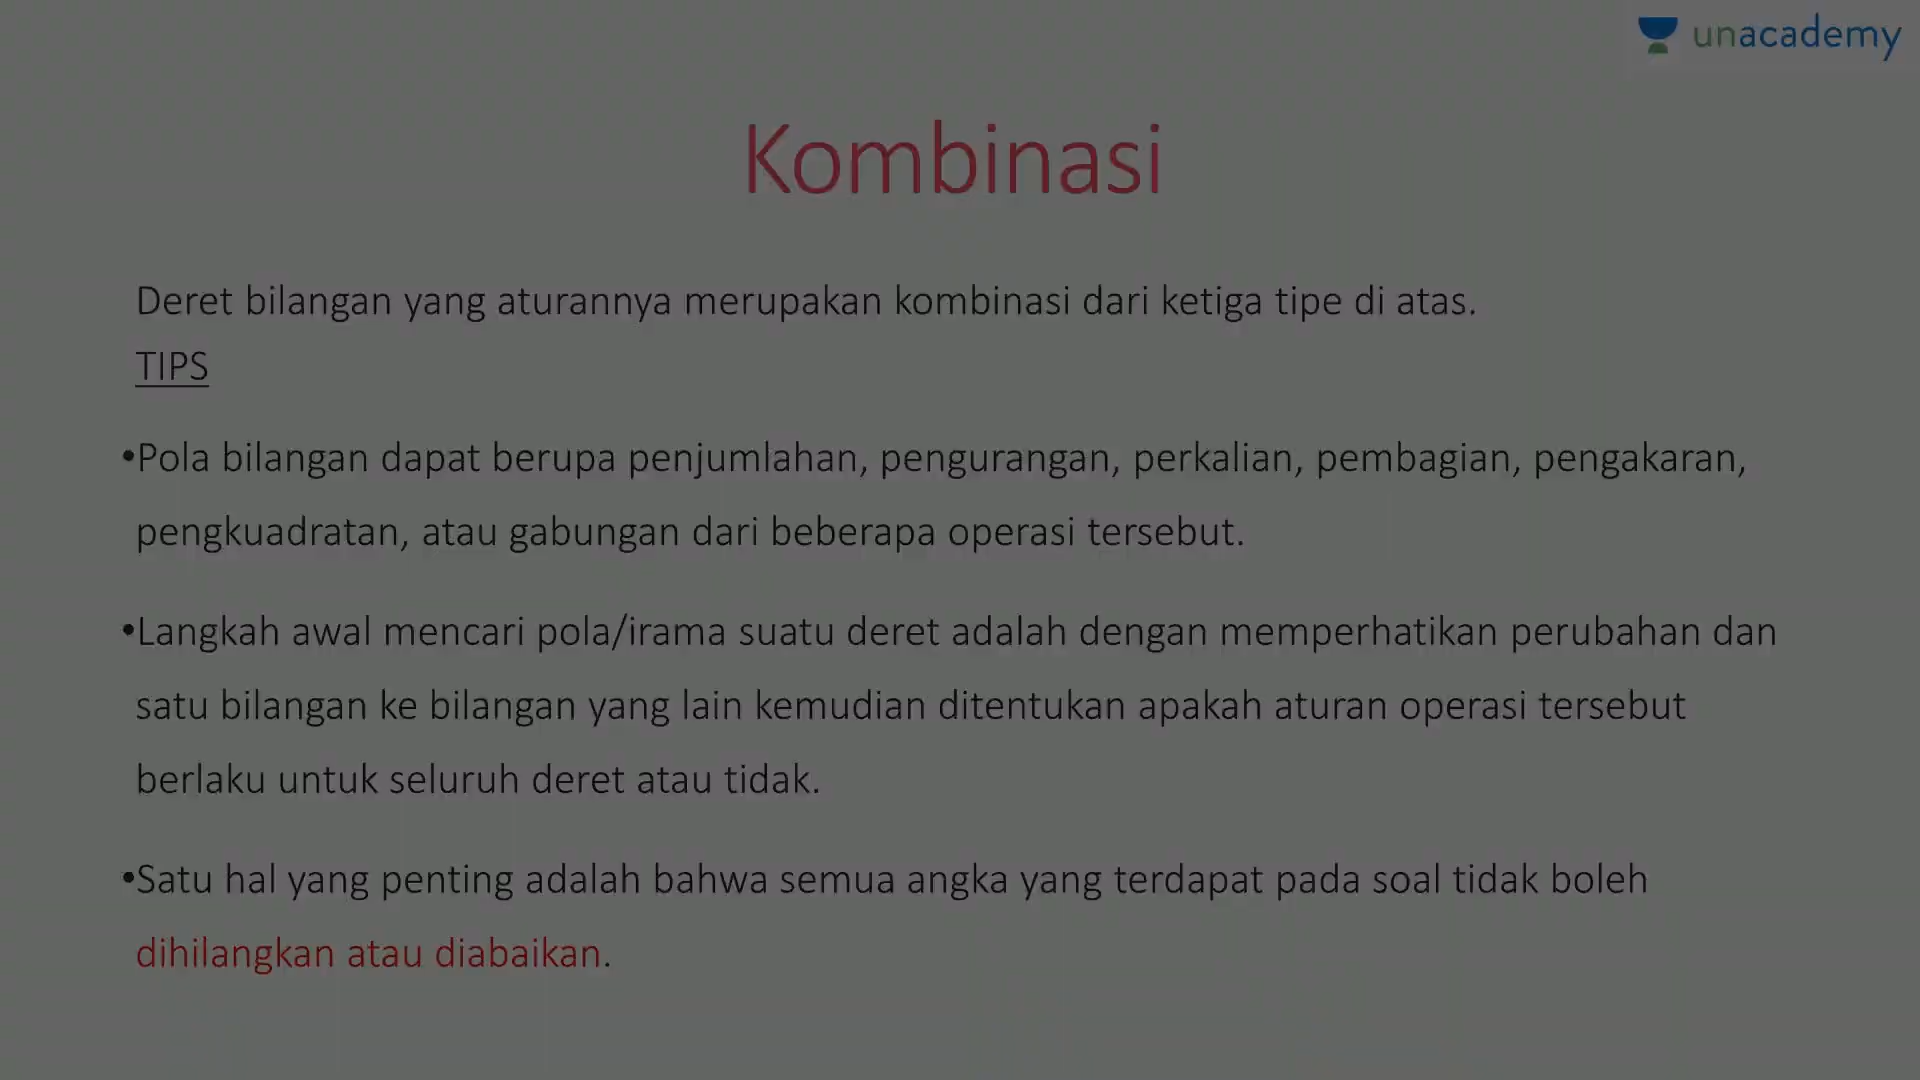 unacademy
Kombinasi
Deret bilangan yang aturannya merupakan kombinasi dari ketiga tipe di atas.
TIPS
•Pola bilangan dapat berupa penjumlahan, pengurangan, perkalian, pembagian, pengakaran,
pengkuadratan, atau gabungan dari beberapa operasi tersebut.
•Langkah awal mencari pola/irama suatu deret adalah dengan memperhatikan perubahan dan
satu bilangan ke bilangan yang lain kemudian ditentukan apakah aturan operasi tersebut
berlaku untuk seluruh deret atau tidak.
•Satu hal yang penting adalah bahwa semua angka yang terdapat pada soal tidak boleh
dihilangkan atau diabaikan.